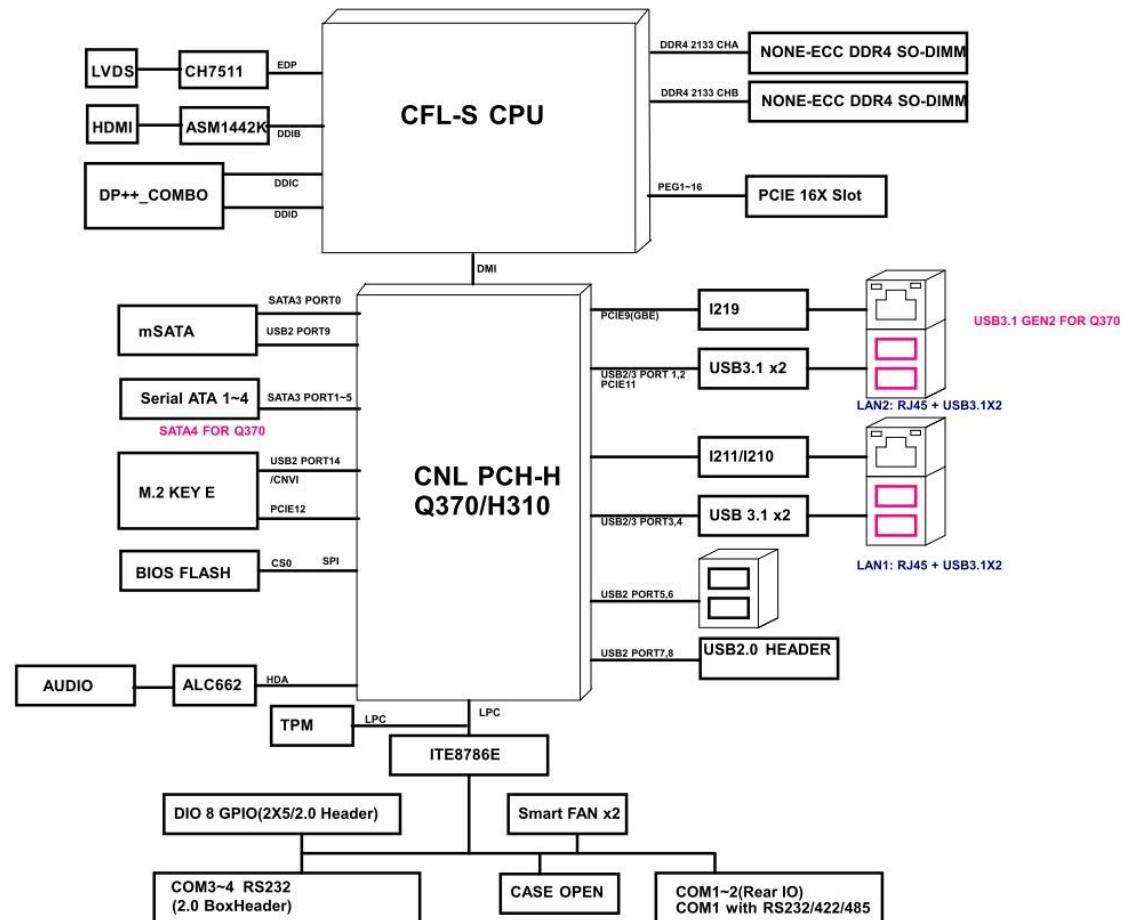 DDR4 2133 CHA
NONE-ECC DDR4 SO-DIMM
LVDS
CH7511
EDP
DDR4 2133 CHB
NONE-ECC DDR4 SO-DIMM
CFL-S CPU
HDMI
ASM1442K
DDIB
DP++_COMBO
DDIC
DDID
PEG1~16
PCIE 16X Slot
DMI
mSATA
SATA3 PORT0
USB2 PORT9
PCIE9(GBE)
I219
USB3.1 GEN2 FOR Q370
USB2/3 PORT 1,2
PCIE11
USB3.1 x2
LAN2: RJ45 + USB3.1X2
Serial ATA 1~4
SATA3 PORT1~5
SATA4 FOR Q370
I211/I210
M.2 KEY E
USB2 PORT14
/CNVI
PCIE12
CNL PCH-H
Q370/H310
USB2/3 PORT3,4
USB 3.1 x2
LAN1: RJ45 + USB3.1X2
BIOS FLASH
CS0
SPI
USB2 PORT5,6
USB2 PORT7,8
USB2.0 HEADER
AUDIO
ALC662
HDA
TPM
LPC
LPC
ITE8786E
DIO 8 GPIO(2X5/2.0 Header)
Smart FAN x2
COM3~4 RS232
(2.0 BoxHeader)
CASE OPEN
COM1~2(Rear IO)
COM1 with RS232/422/485